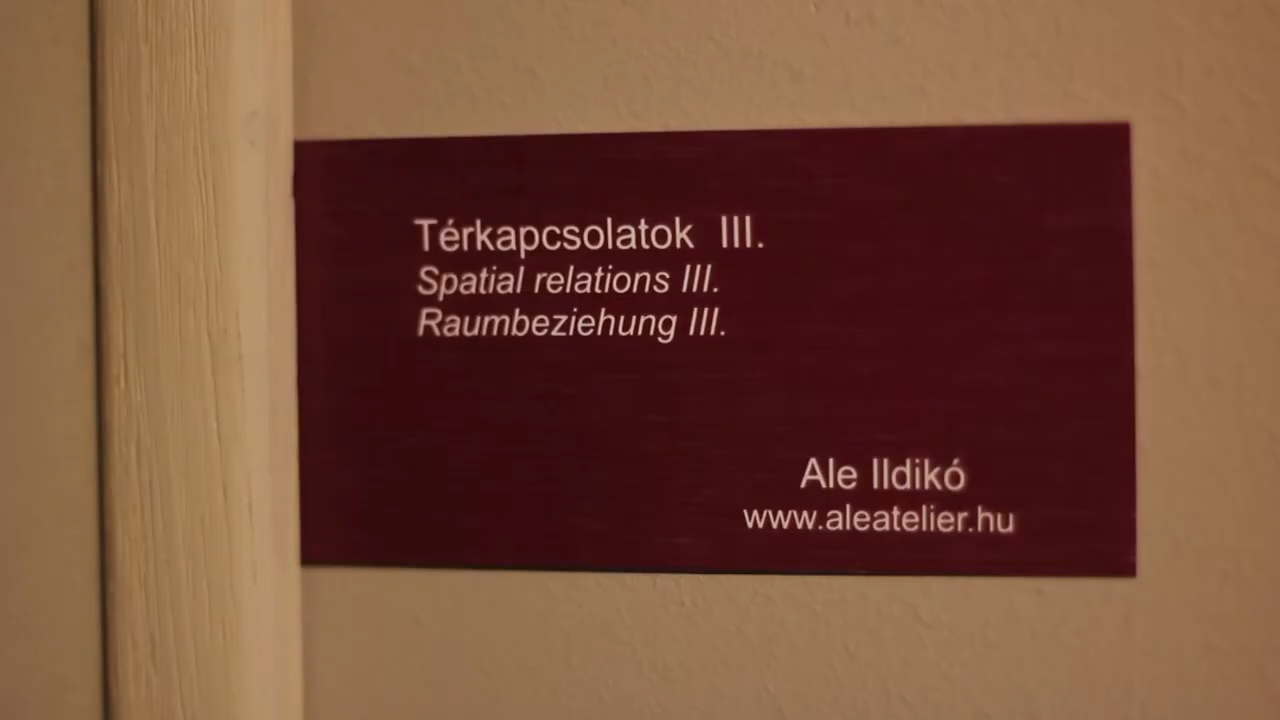 Térkapcsolatok III.
Spatial relations III.
Raumbeziehung III.
Ale Ildikó
www.aleatelier.hu